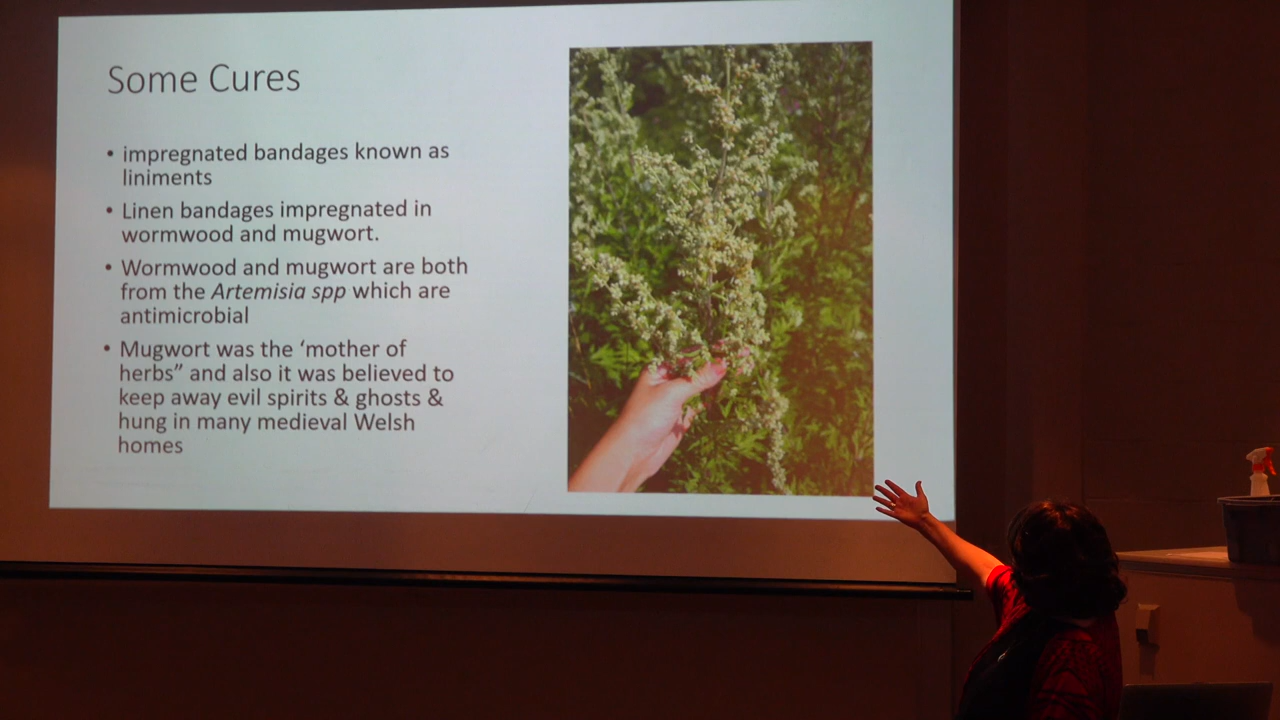 Some Cures
• impregnated bandages known as
liniments
• Linen bandages impregnated in
wormwood and mugwort.
• Wormwood and mugwort are both
from the Artemisia spp which are
antimicrobial
• Mugwort was the ‘mother of
herbs” and also it was believed to
keep away evil spirits & ghosts &
hung in many medieval Welsh
homes